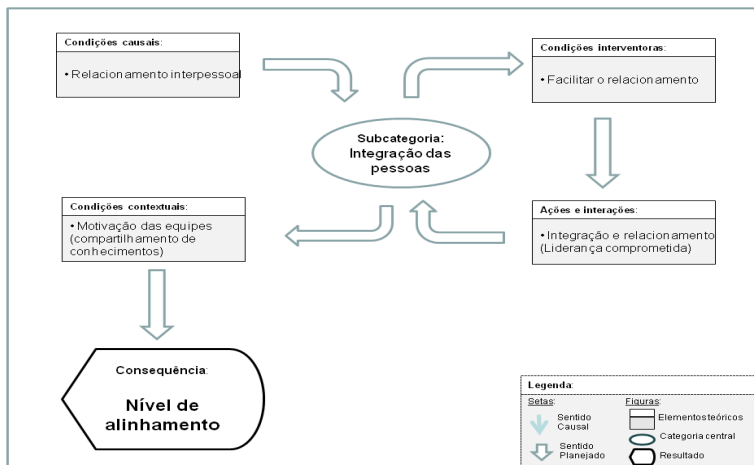 Condições causais:
• Relacionamento interpessoal
Condições interventoras:
• Facilitar o relacionamento
Subcategoria:
Integração das
pessoas
Condições contextuais:
• Motivação das equipes
(compartilhamento de
conhecimentos)
Ações e interações:
• Integração e relacionamento
(Liderança comprometida)
Consequência:
Nível de
alinhamento
Legenda:
Setas:
Sentido
Causal
Sentido
Planejado
Figuras:
Elementos teóricos
Categoria central
Resultado